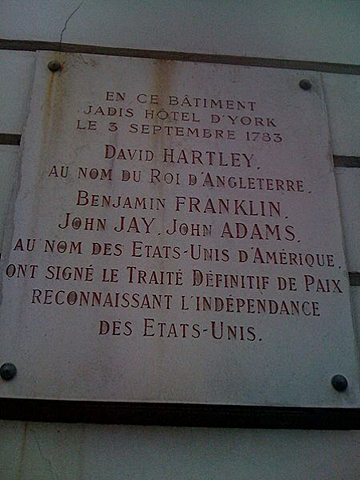 EN CE BÂTIMENT
JADIS HÔTEL D'YORK
LE 3 SEPTEMBRE 1783
DAVID HARTLEY,
AU NOM DU ROI D'ANGLETERRE,
BENJAMIN FRANKLIN,
JOHN JAY, JOHN ADAMS,
AU NOM DES ETATS-UNIS D'AMÉRIQUE,
ONT SIGNÉ LE TRAITÉ DÉFINITIF DE PAIX
RECONNAISSANT L'INDÉPENDANCE
DES ETATS-UNIS.